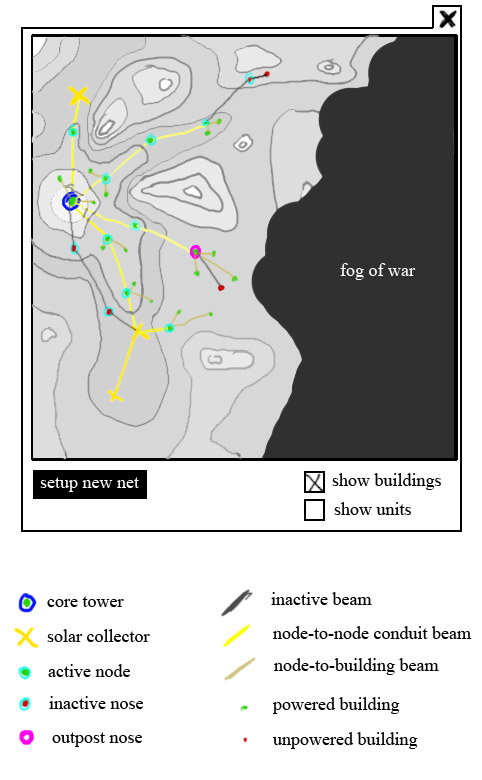 fog of war
setup new net
show buildings
show units
core tower
solar collector
active node
inactive nose
outpost nose
inactive beam
node-to-node conduit beam
node-to-building beam
powered building
unpowered building